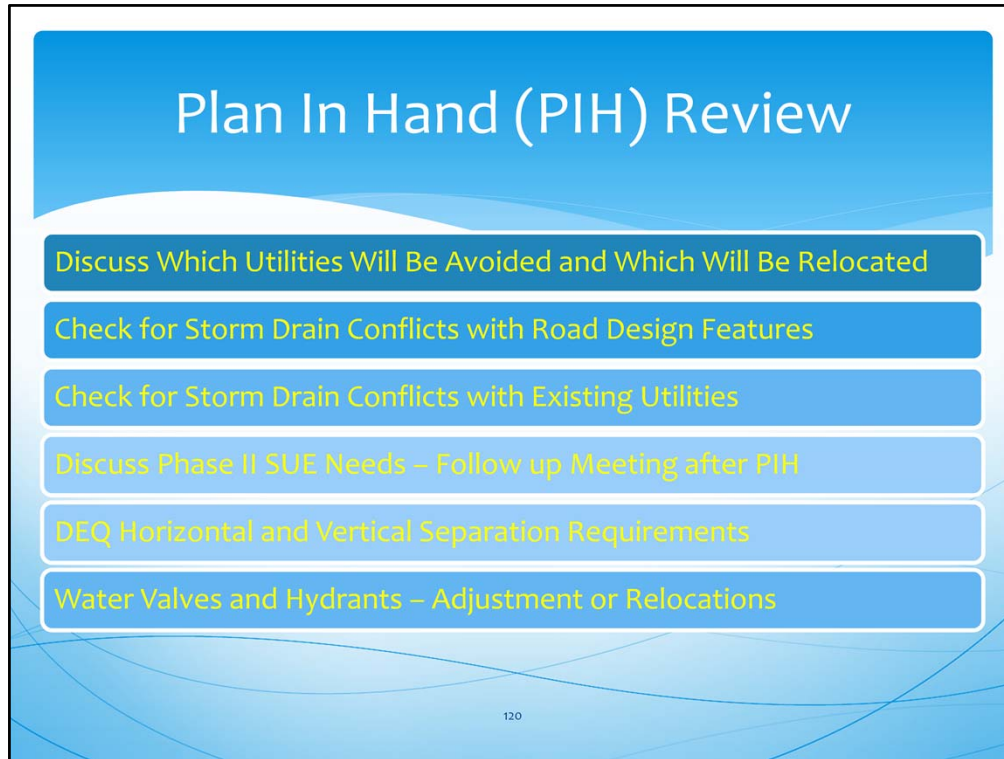 Plan In Hand (PIH) Review
Discuss Which Utilities Will Be Avoided and Which Will Be Relocated
Check for Storm Drain Conflicts with Road Design Features
Check for Storm Drain Conflicts with Existing Utilities
Discuss Phase II SUE Needs – Follow up Meeting after PIH
DEQ Horizontal and Vertical Separation Requirements
Water Valves and Hydrants – Adjustment or Relocations
120